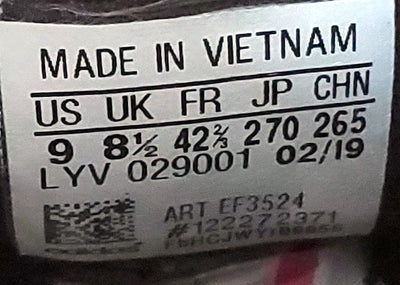 MADE IN VIETNAM
US UK FR JP CHN
9 8½ 42⅔ 270 265
LYV 029001 02/19
ART EF3524
#122272371